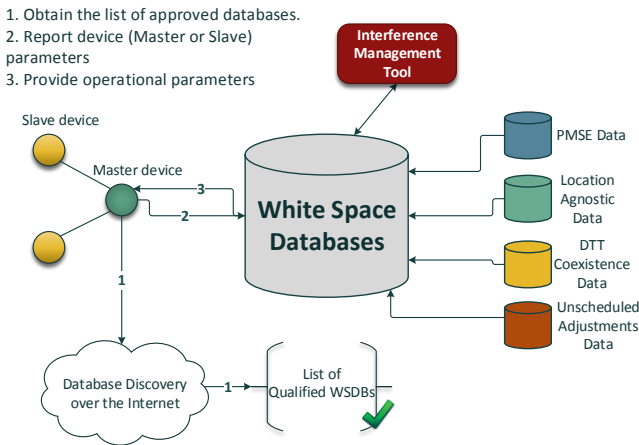 1. Obtain the list of approved databases.
2. Report device (Master or Slave)
parameters
3. Provide operational parameters
Interference
Management
Tool
Slave device
Master device
3
2
1
White Space
Databases
PMSE Data
Location
Agnostic
Data
DTT
Coexistence
Data
Unscheduled
Adjustments
Data
Database Discovery
over the Internet
1
List of
Qualified WSDBs